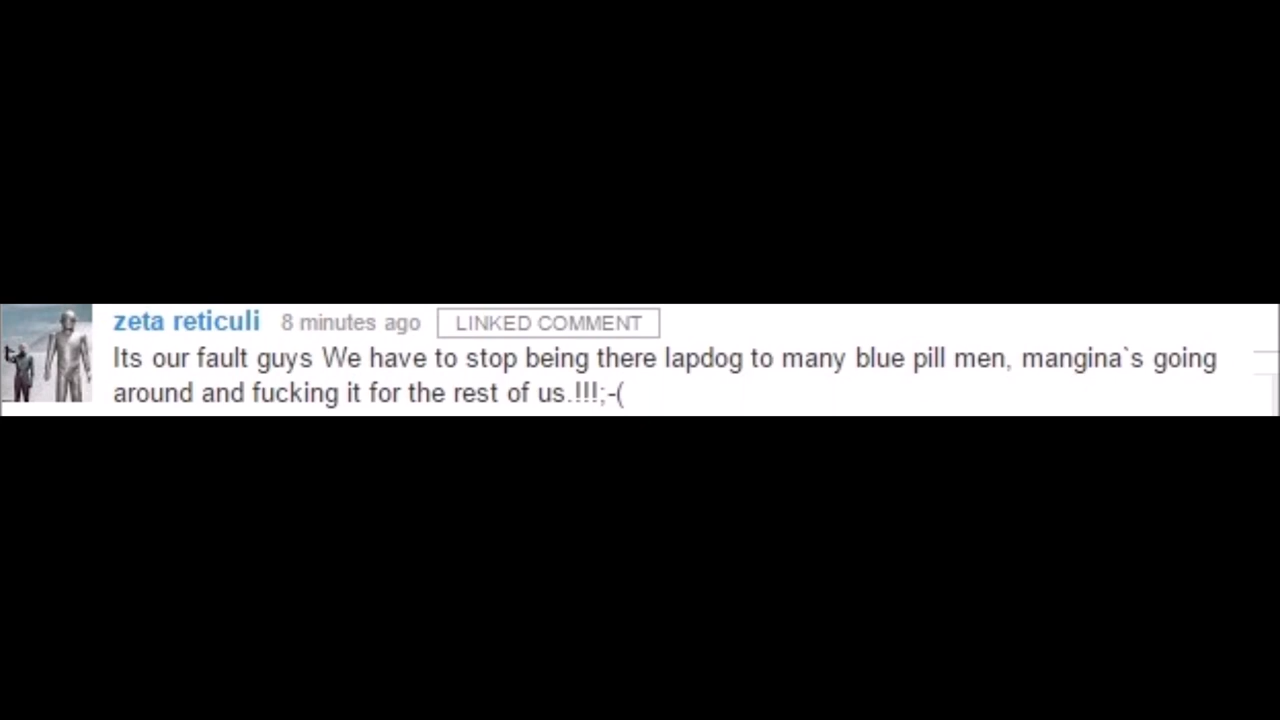 zeta reticuli 8 minutes ago LINKED COMMENT
Its our fault guys We have to stop being there lapdog to many blue pill men, mangina`s going
around and fucking it for the rest of us.!!!;-(